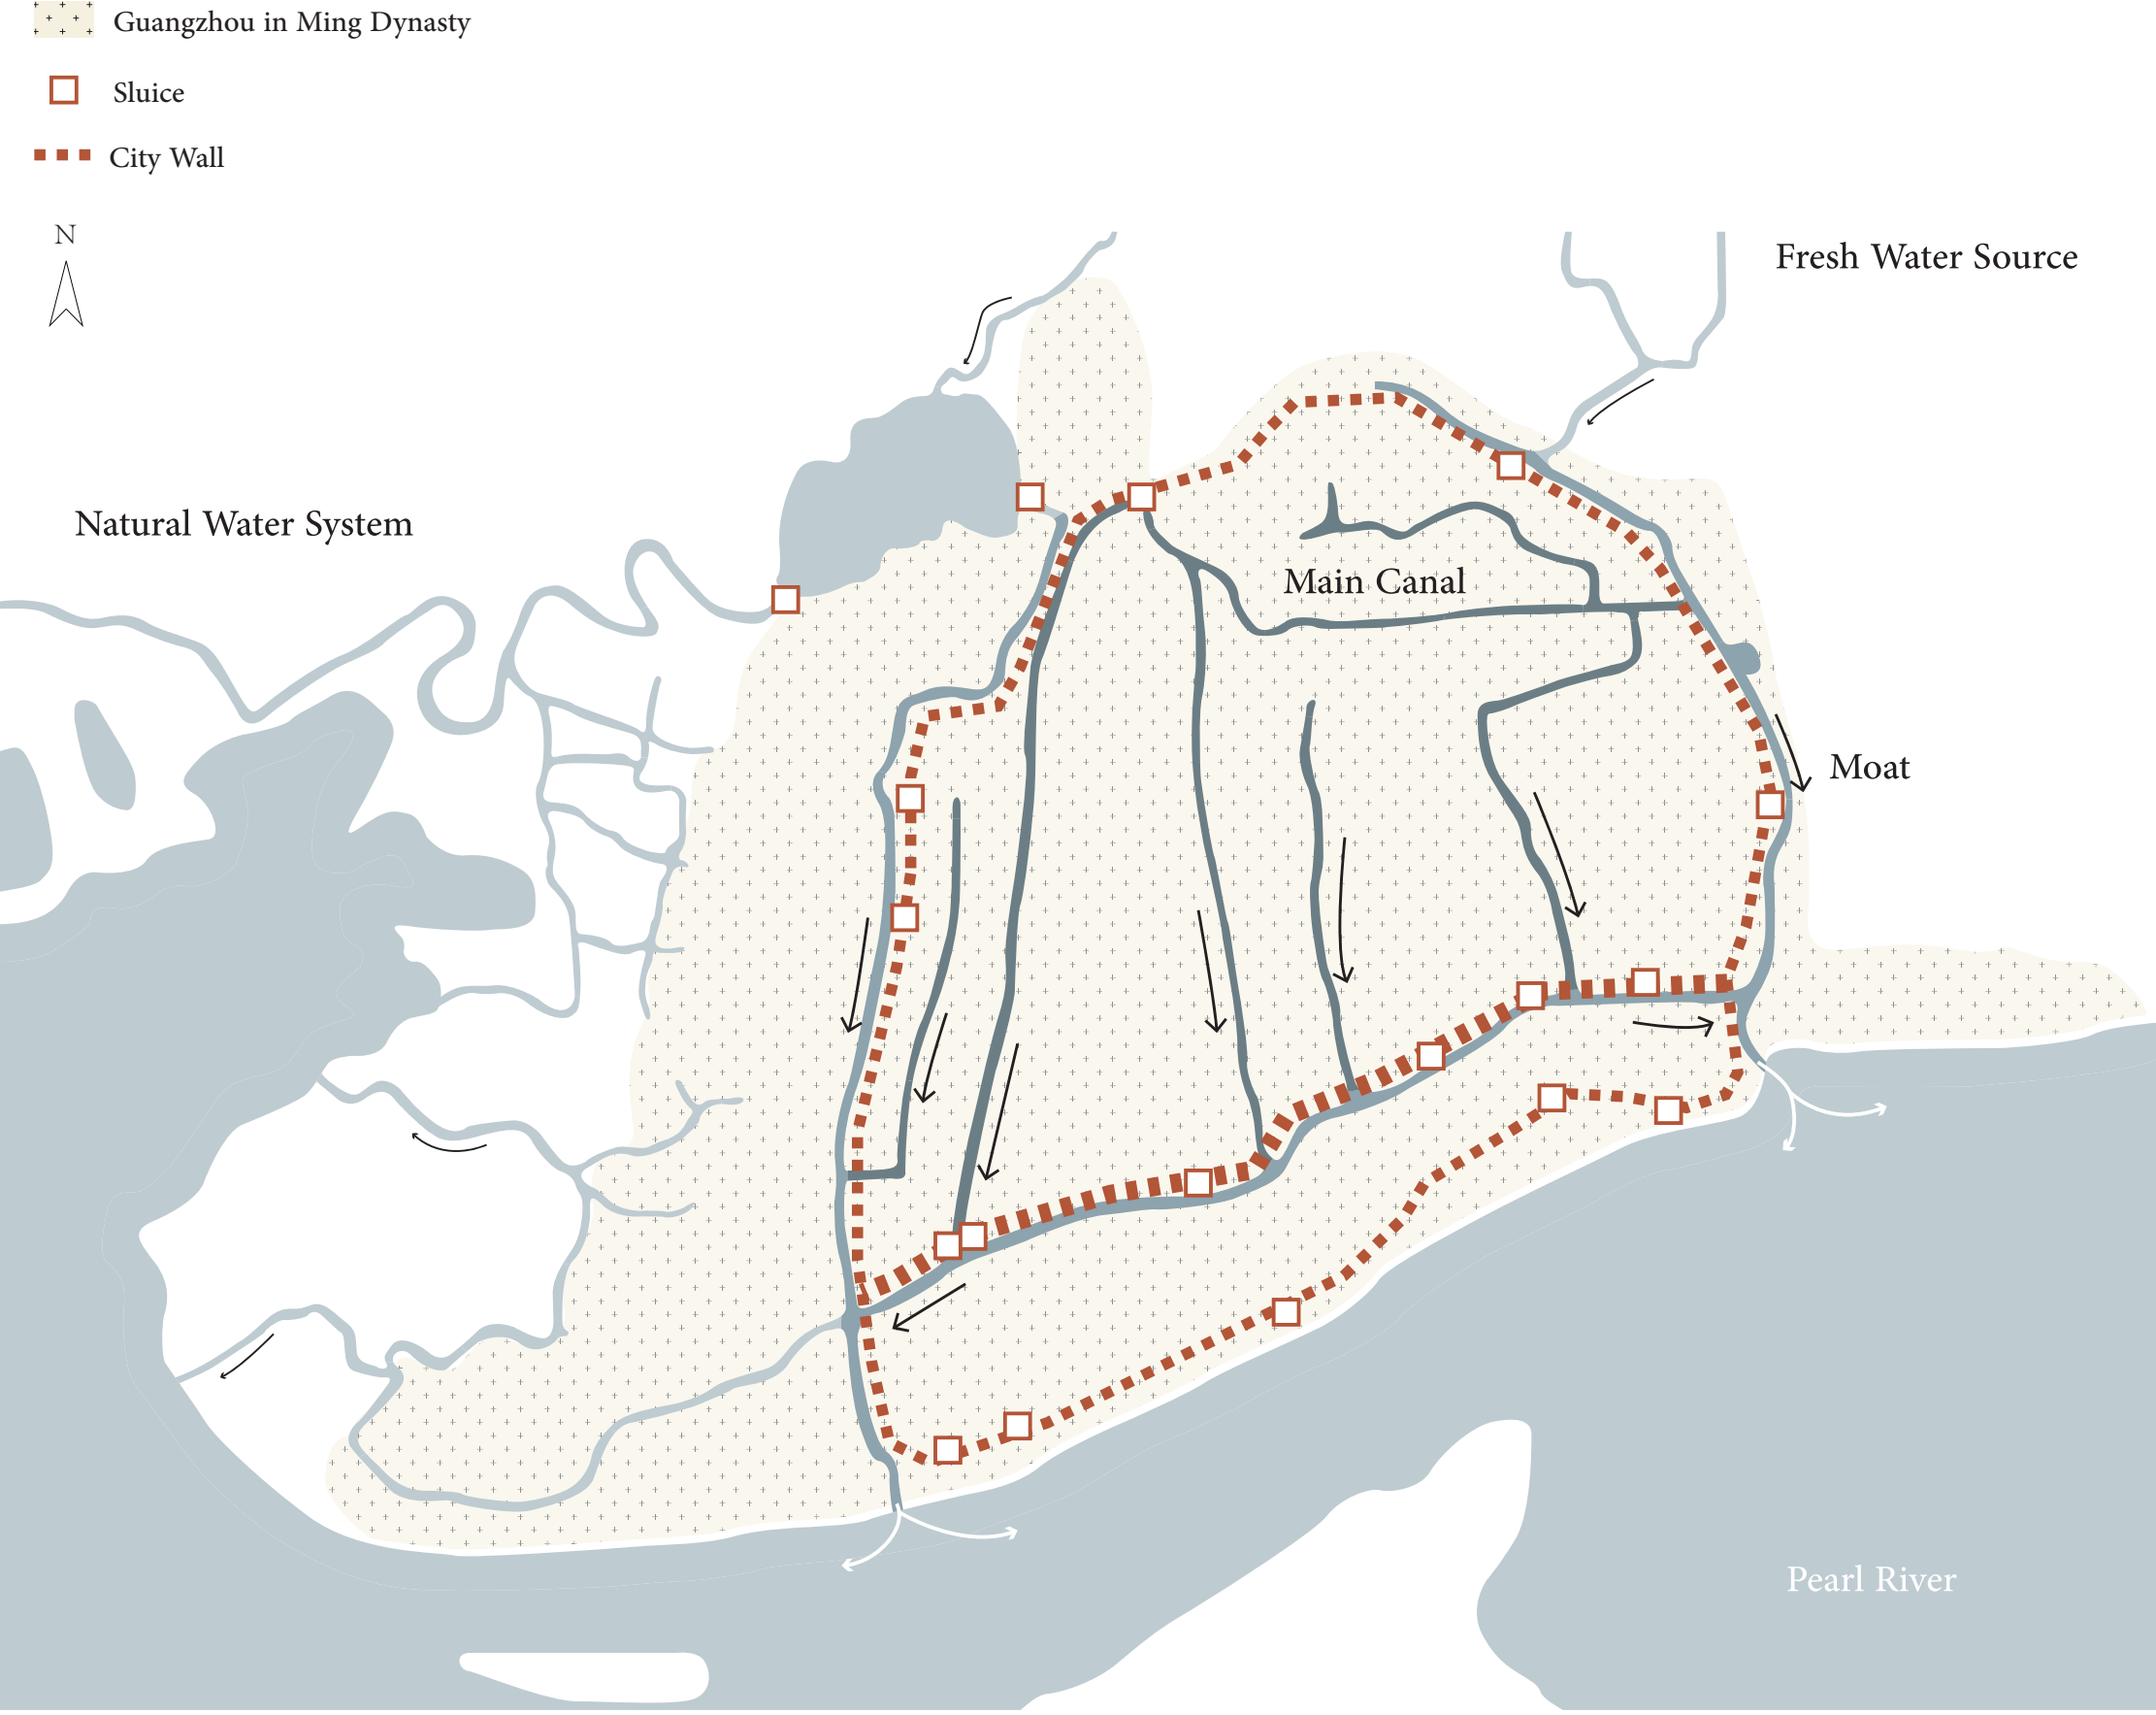 Guangzhou in Ming Dynasty
Sluice
City Wall
N
Fresh Water Source
Natural Water System
Main Canal
Moat
Pearl River